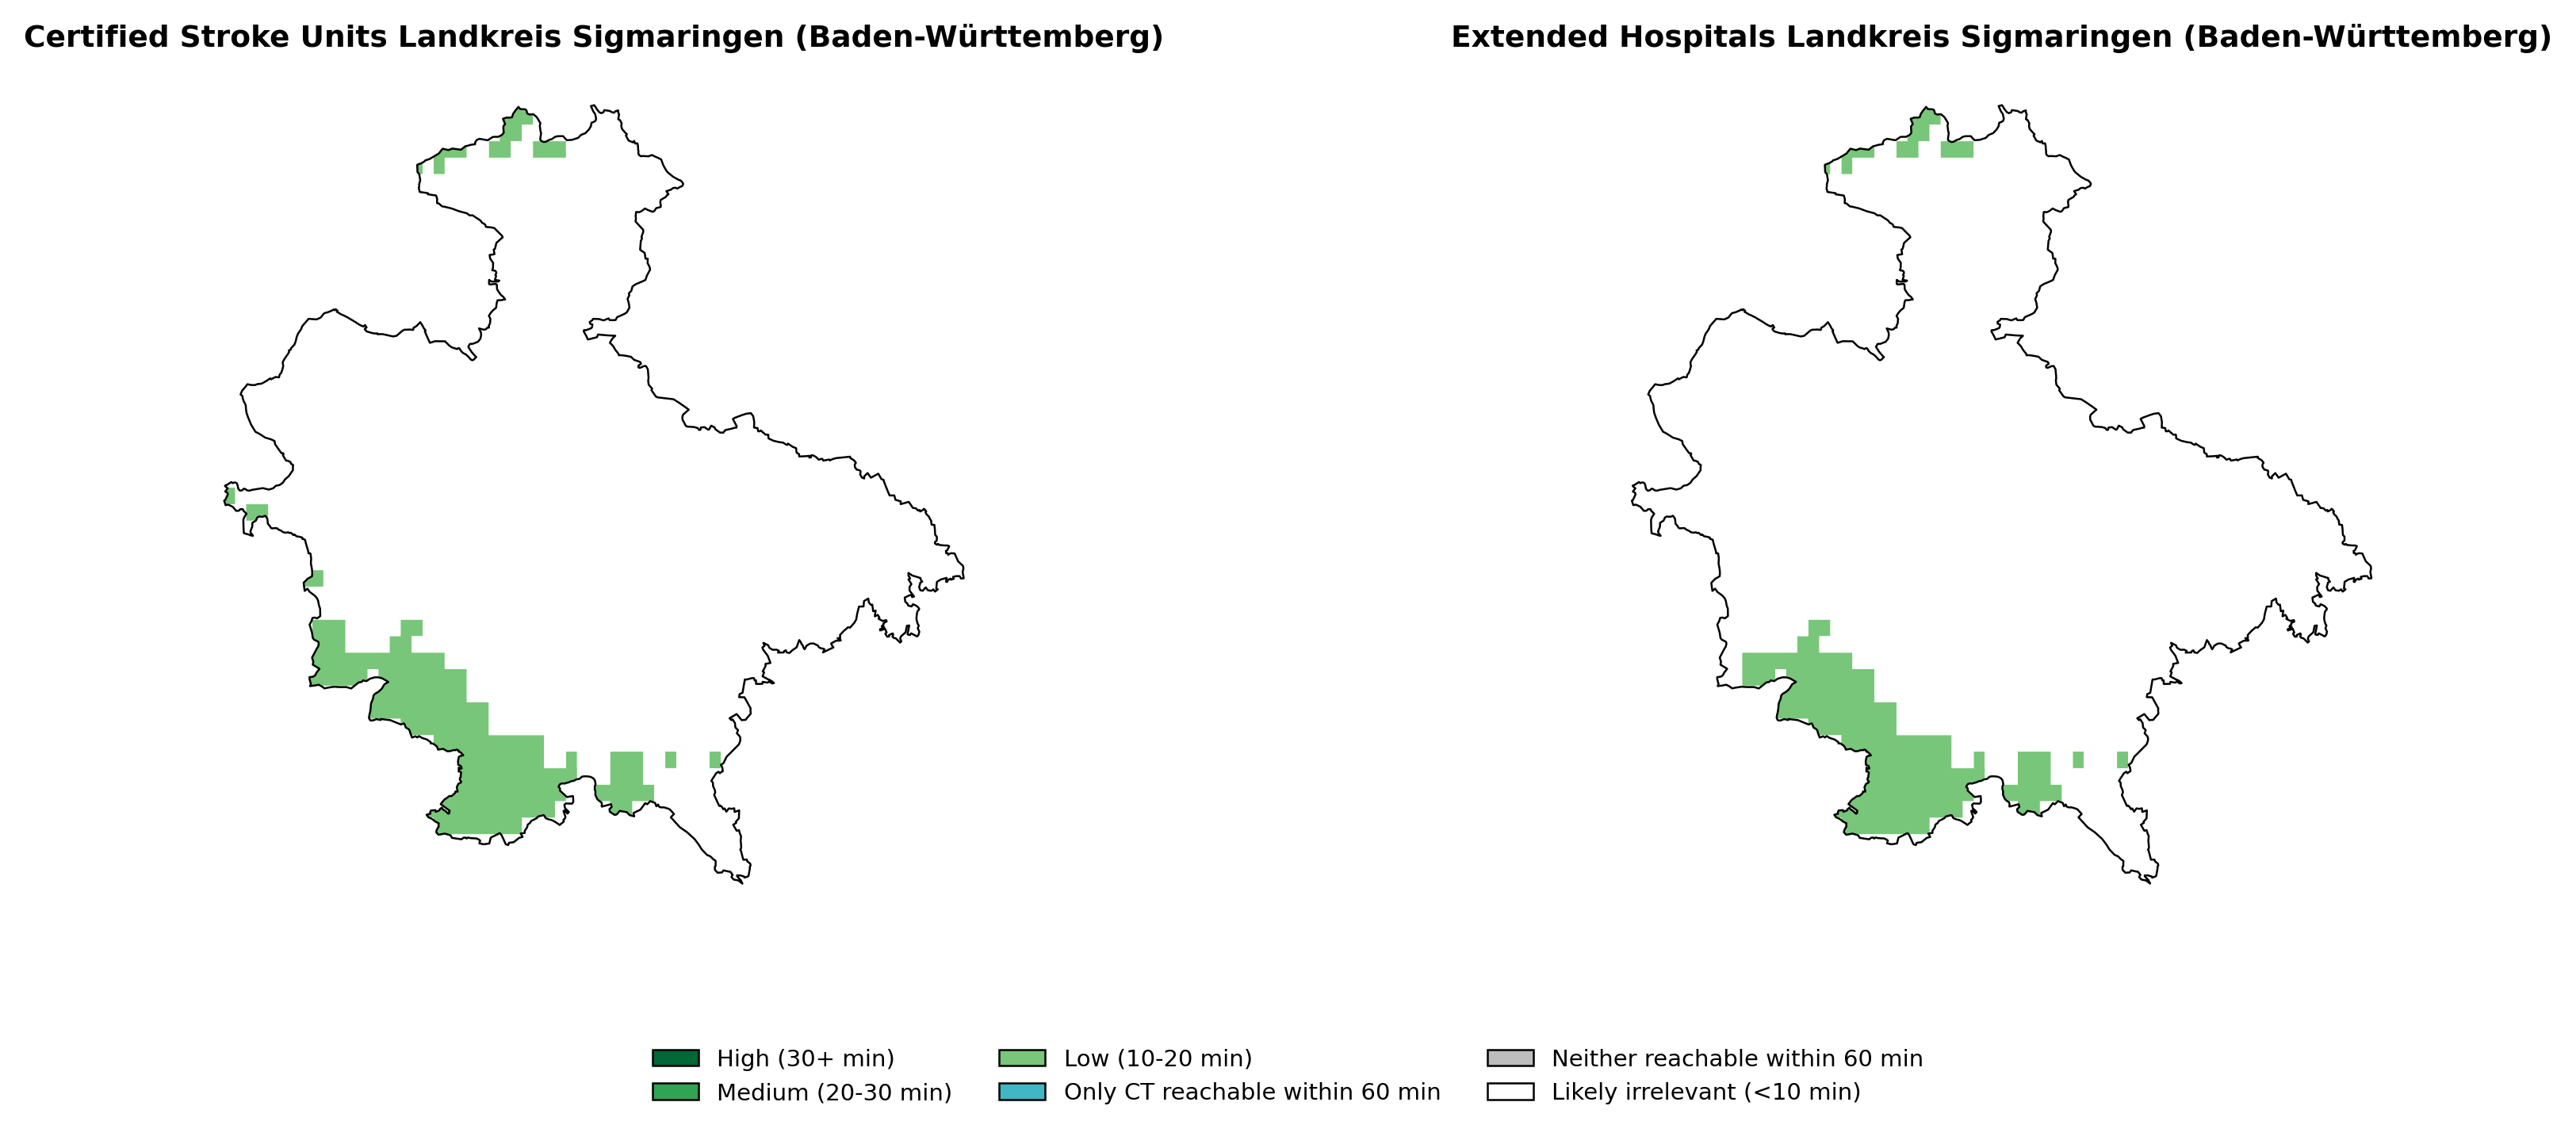 Certified Stroke Units Landkreis Sigmaringen (Baden-Württemberg)
Extended Hospitals Landkreis Sigmaringen (Baden-Württemberg)
High (30+ min)
Medium (20-30 min)
Low (10-20 min)
Only CT reachable within 60 min
Neither reachable within 60 min
Likely irrelevant (<10 min)